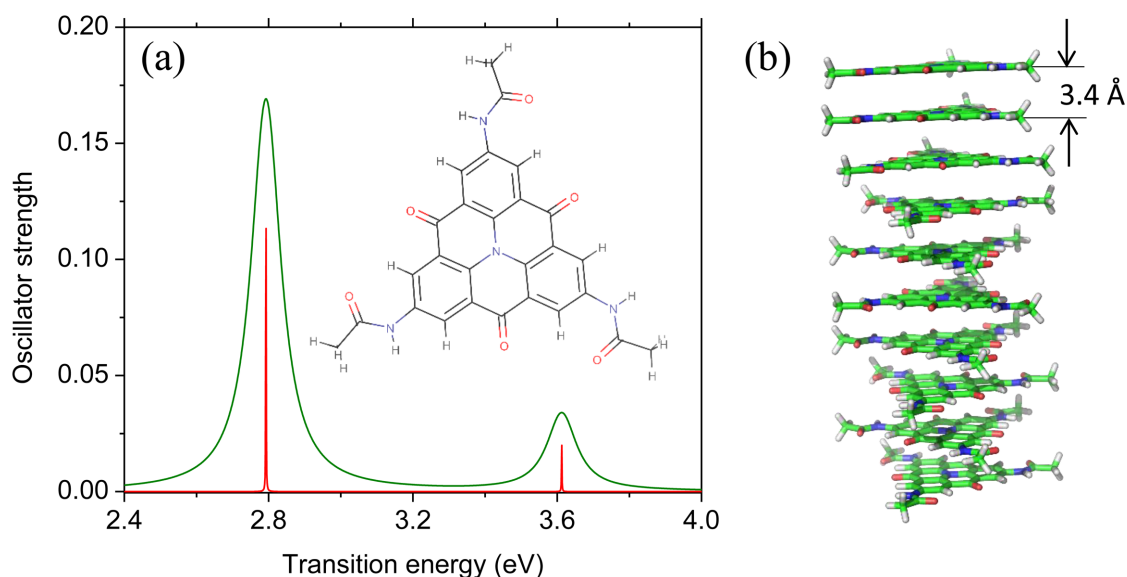 (a)
(b)
0.20
0.15
0.10
0.05
0.00
2.4 2.8 3.2 3.6 4.0
Oscillator strength
Transition energy (eV)
3.4 Å
H
C H
H
O
N
H
H H
O O
N
H H
O
H N
H
C
H H
H
H
O
H
N H
O C H
H
H